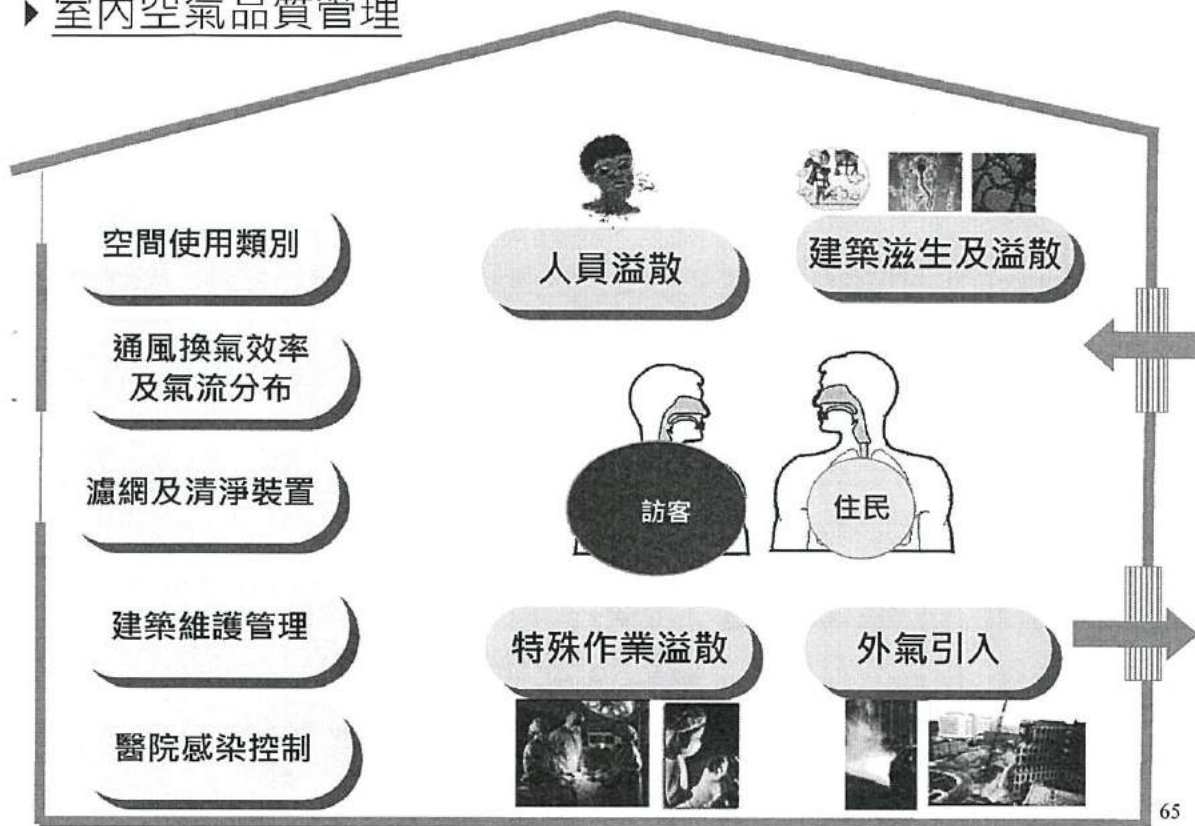 室內空氣品質管理
空間使用類別
通風換氣效率
及氣流分布
濾網及清淨裝置
建築維護管理
醫院感染控制
人員溢散
建築滋生及溢散
訪客
住民
特殊作業溢散
外氣引入
65